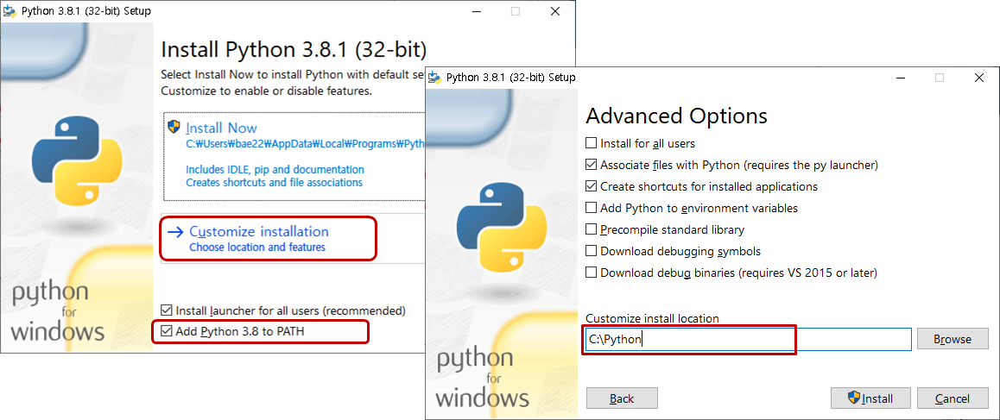 Python 3.8.1 (32-bit) Setup
Install Python 3.8.1 (32-bit)
Select Install Now to install Python with default
Customize to enable or disable features.
Install Now
C:₩Users₩bae22₩AppData₩Local₩Programs₩Pyth
Includes IDLE, pip and documentation
Creates shortcuts and file associations
Customize installation
Choose location and features
Install launcher for all users (recommended)
Add Python 3.8 to PATH
python
for
windows
Python 3.8.1 (32-bit) Setup
Advanced Options
Install for all users
Associate files with Python (requires the py launcher)
Create shortcuts for installed applications
Add Python to environment variables
Precompile standard library
Download debugging symbols
Download debug binaries (requires VS 2015 or later)
Customize install location
C:\Python
Browse
python
for
windows
Back
Install
Cancel